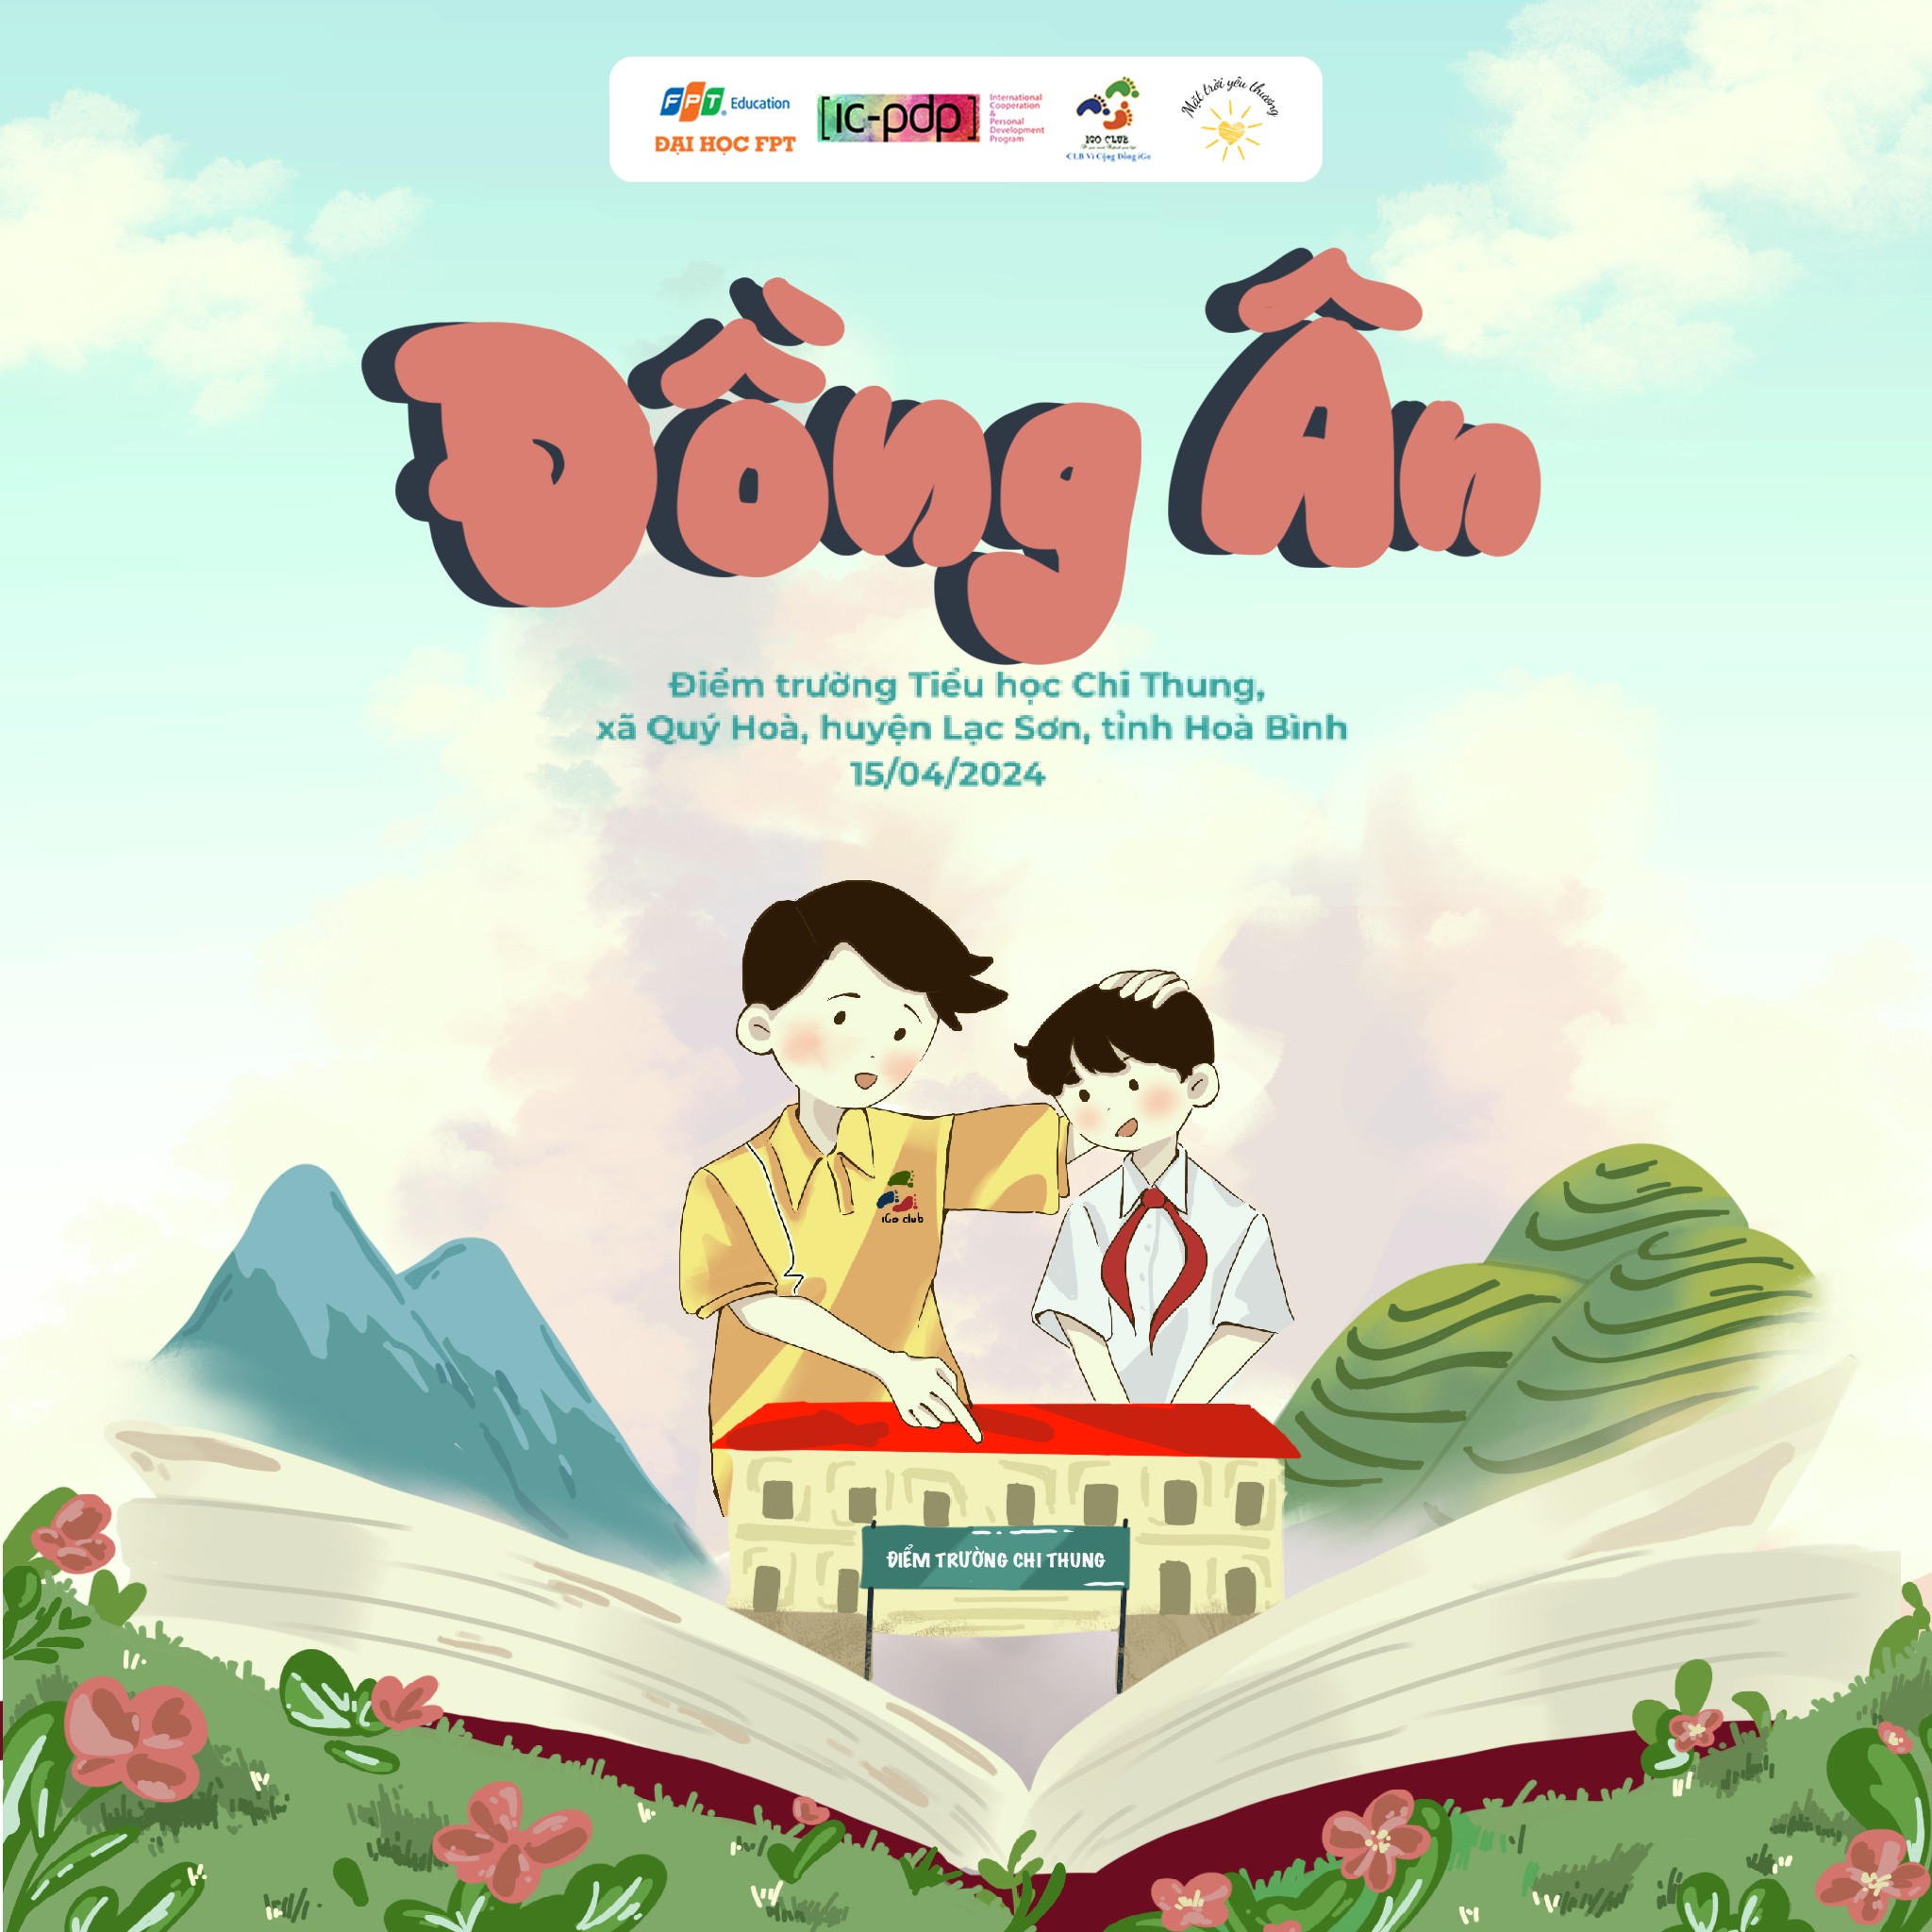 FPT Education
ĐẠI HỌC FPT
[ic-pdp]
International
Cooperation
&
Personal
Development
Program
IGO CLUB
CLB Vì Cộng Đồng iGo
Mặt trời yêu thương
Đồng Ân
Điểm trường Tiểu học Chi Thung,
xã Quý Hoà, huyện Lạc Sơn, tỉnh Hoà Bình
15/04/2024
iGo club
ĐIỂM TRƯỜNG CHI THUNG